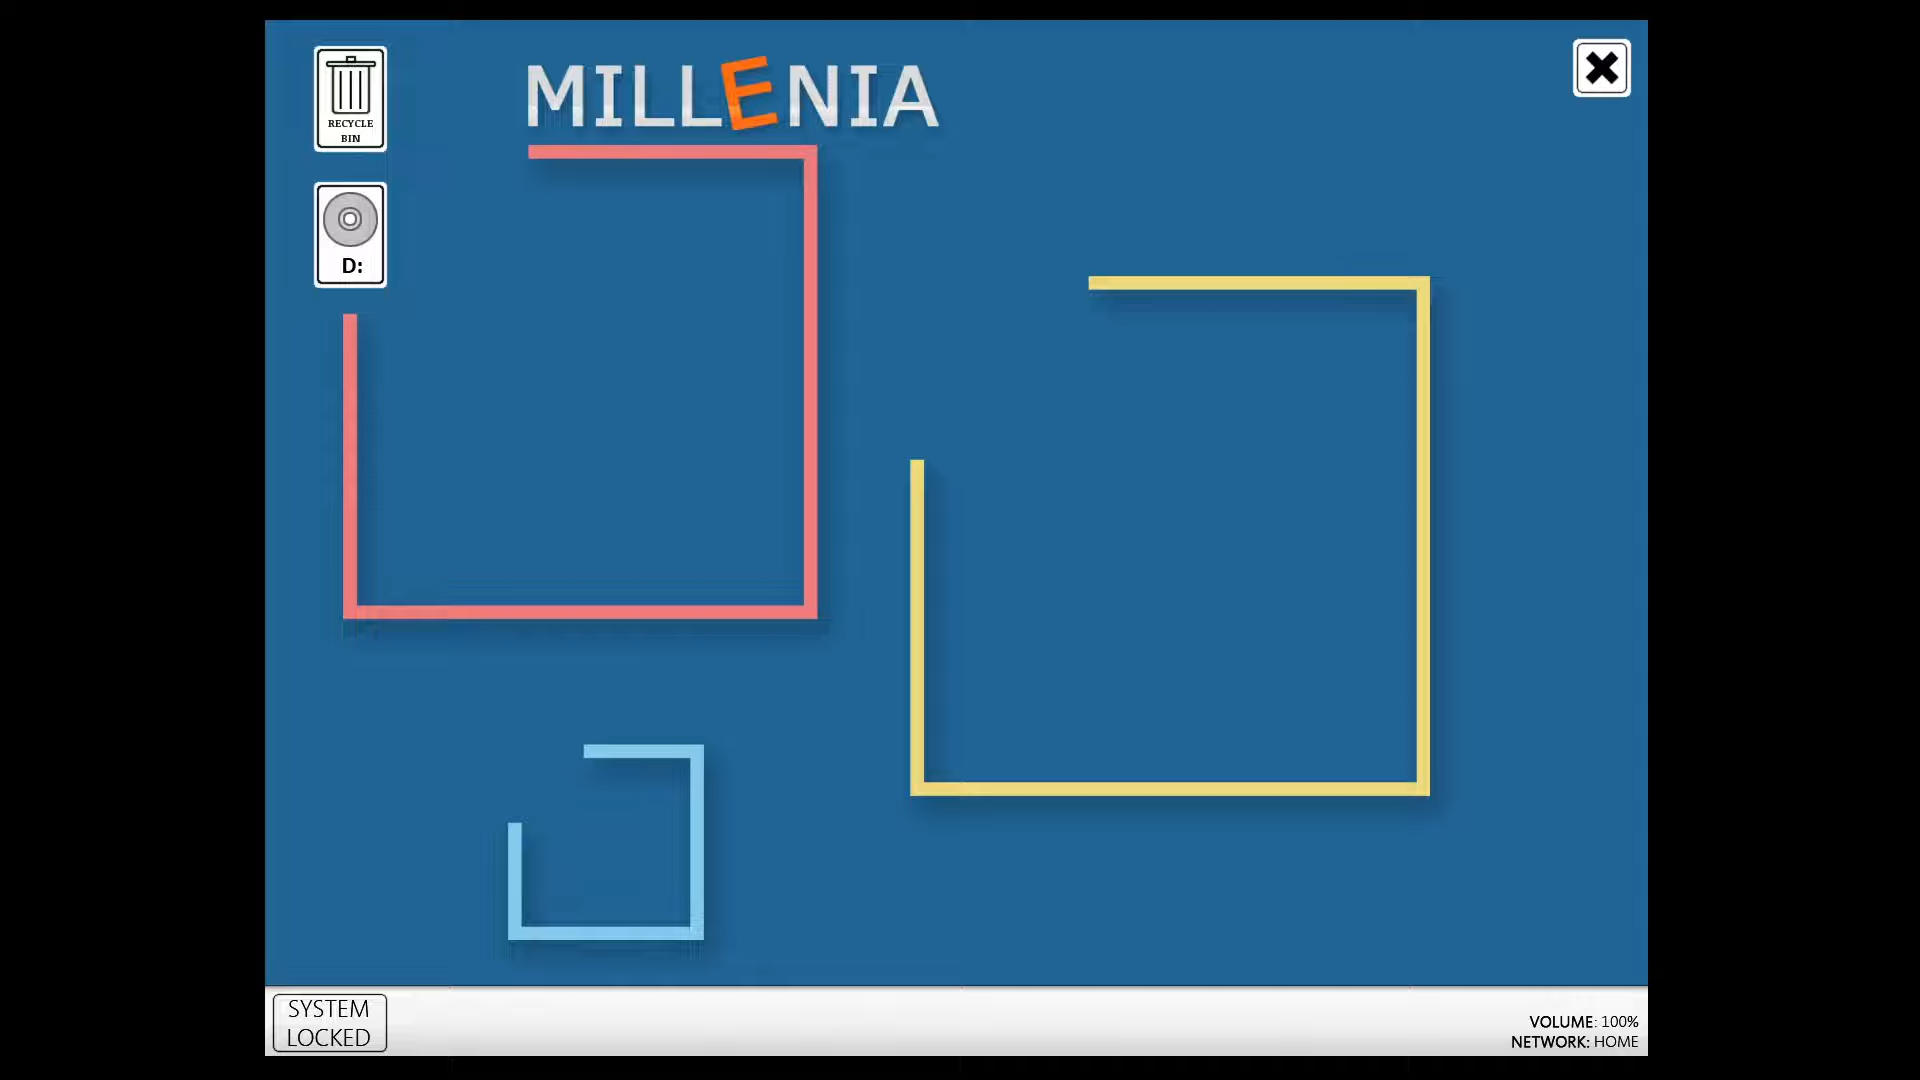 MILLENIA
RECYCLE
BIN
D:
SYSTEM
LOCKED
VOLUME: 100%
NETWORK: HOME